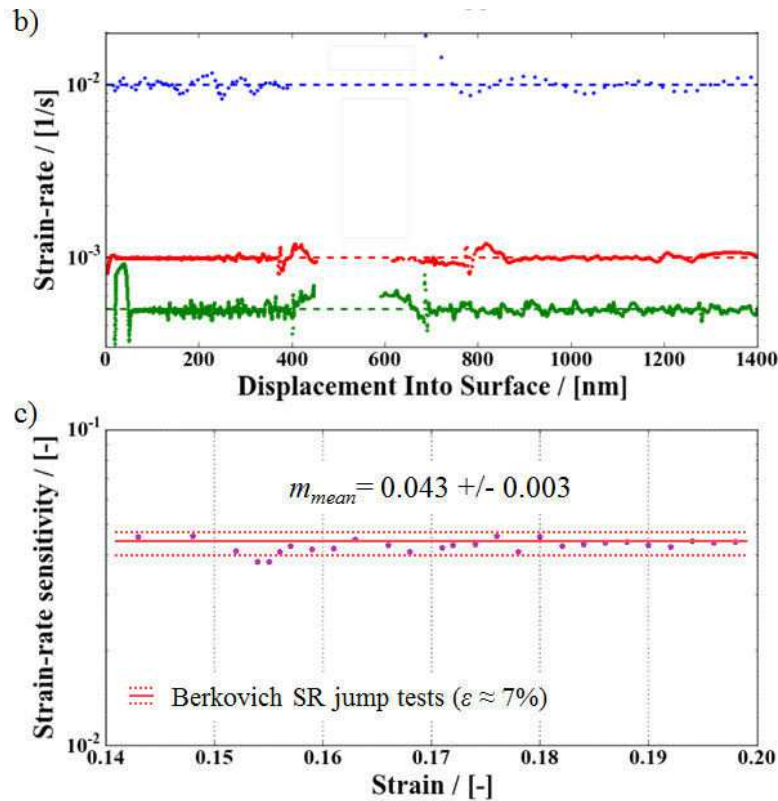 b)
Strain-rate / [1/s]
10⁻²
10⁻³
0 200 400 600 800 1000 1200 1400
Displacement Into Surface / [nm]
c)
Strain-rate sensitivity / [-]
10⁻¹
m_mean = 0.043 +/- 0.003
Berkovich SR jump tests (ε ≈ 7%)
10⁻²
0.14 0.15 0.16 0.17 0.18 0.19 0.20
Strain / [-]